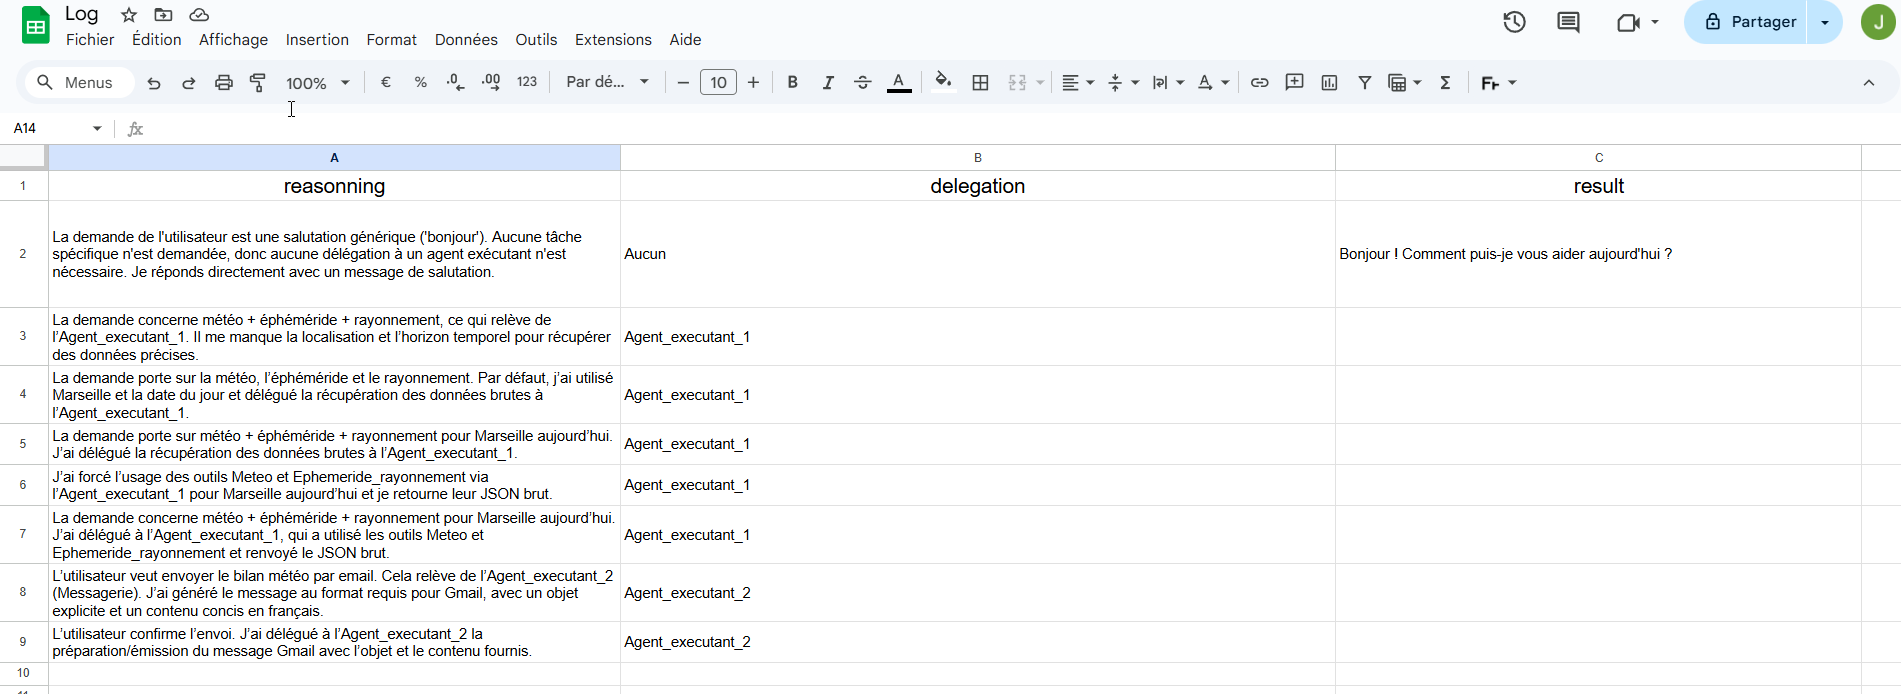 Log
Fichier Édition Affichage Insertion Format Données Outils Extensions Aide
Partager
J
Menus
100%
€ % .0 .00 123
Par dé...
10
B I A
A14
fx
A B C
1 reasonning delegation result
La demande de l'utilisateur est une salutation générique ('bonjour'). Aucune tâche
2 spécifique n'est demandée, donc aucune délégation à un agent exécutant n'est Aucun Bonjour ! Comment puis-je vous aider aujourd'hui ?
nécessaire. Je réponds directement avec un message de salutation.
La demande concerne météo + éphéméride + rayonnement, ce qui relève de
3 l’Agent_executant_1. Il me manque la localisation et l’horizon temporel pour récupérer Agent_executant_1
des données précises.
La demande porte sur la météo, l’éphéméride et le rayonnement. Par défaut, j’ai utilisé
4 Marseille et la date du jour et délégué la récupération des données brutes à Agent_executant_1
l’Agent_executant_1.
La demande porte sur météo + éphéméride + rayonnement pour Marseille aujourd’hui.
5 J’ai délégué la récupération des données brutes à l’Agent_executant_1. Agent_executant_1
J’ai forcé l’usage des outils Meteo et Ephemeride_rayonnement via
6 l’Agent_executant_1 pour Marseille aujourd’hui et je retourne leur JSON brut. Agent_executant_1
La demande concerne météo + éphéméride + rayonnement pour Marseille aujourd’hui.
7 J’ai délégué à l’Agent_executant_1, qui a utilisé les outils Meteo et Agent_executant_1
Ephemeride_rayonnement et renvoyé le JSON brut.
L’utilisateur veut envoyer le bilan météo par email. Cela relève de l’Agent_executant_2
8 (Messagerie). J’ai généré le message au format requis pour Gmail, avec un objet Agent_executant_2
explicite et un contenu concis en français.
L’utilisateur confirme l’envoi. J’ai délégué à l’Agent_executant_2 la
9 préparation/émission du message Gmail avec l’objet et le contenu fournis. Agent_executant_2
10